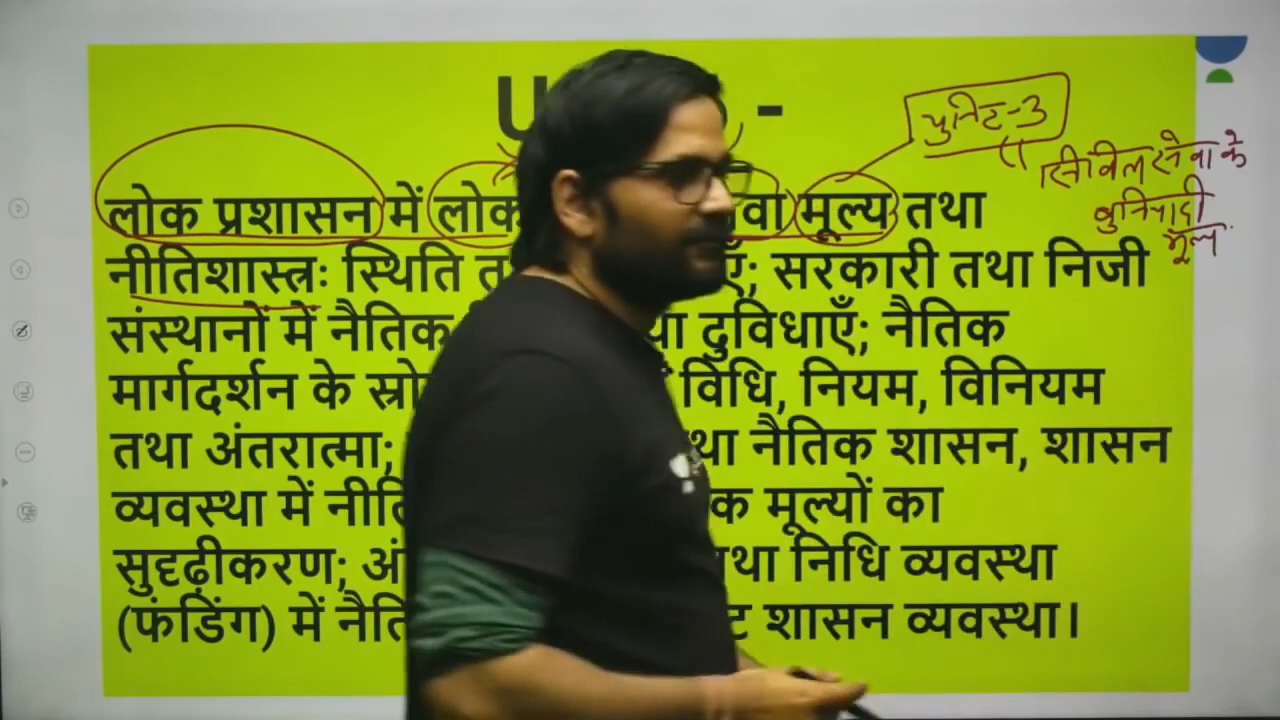 U -
युनिट-3
सिविल सेवा के
बुनियादी
मूल्य
लोक प्रशासन में लोक वा मूल्य तथा
नीतिशास्त्रः स्थिति त एँ; सरकारी तथा निजी
संस्थानों में नैतिक था दुविधाएँ; नैतिक
मार्गदर्शन के स्रो विधि, नियम, विनियम
तथा अंतरात्मा; था नैतिक शासन, शासन
व्यवस्था में नीति क मूल्यों का
सुदृढ़ीकरण; अं तथा निधि व्यवस्था
(फंडिंग) में नैति ट शासन व्यवस्था।